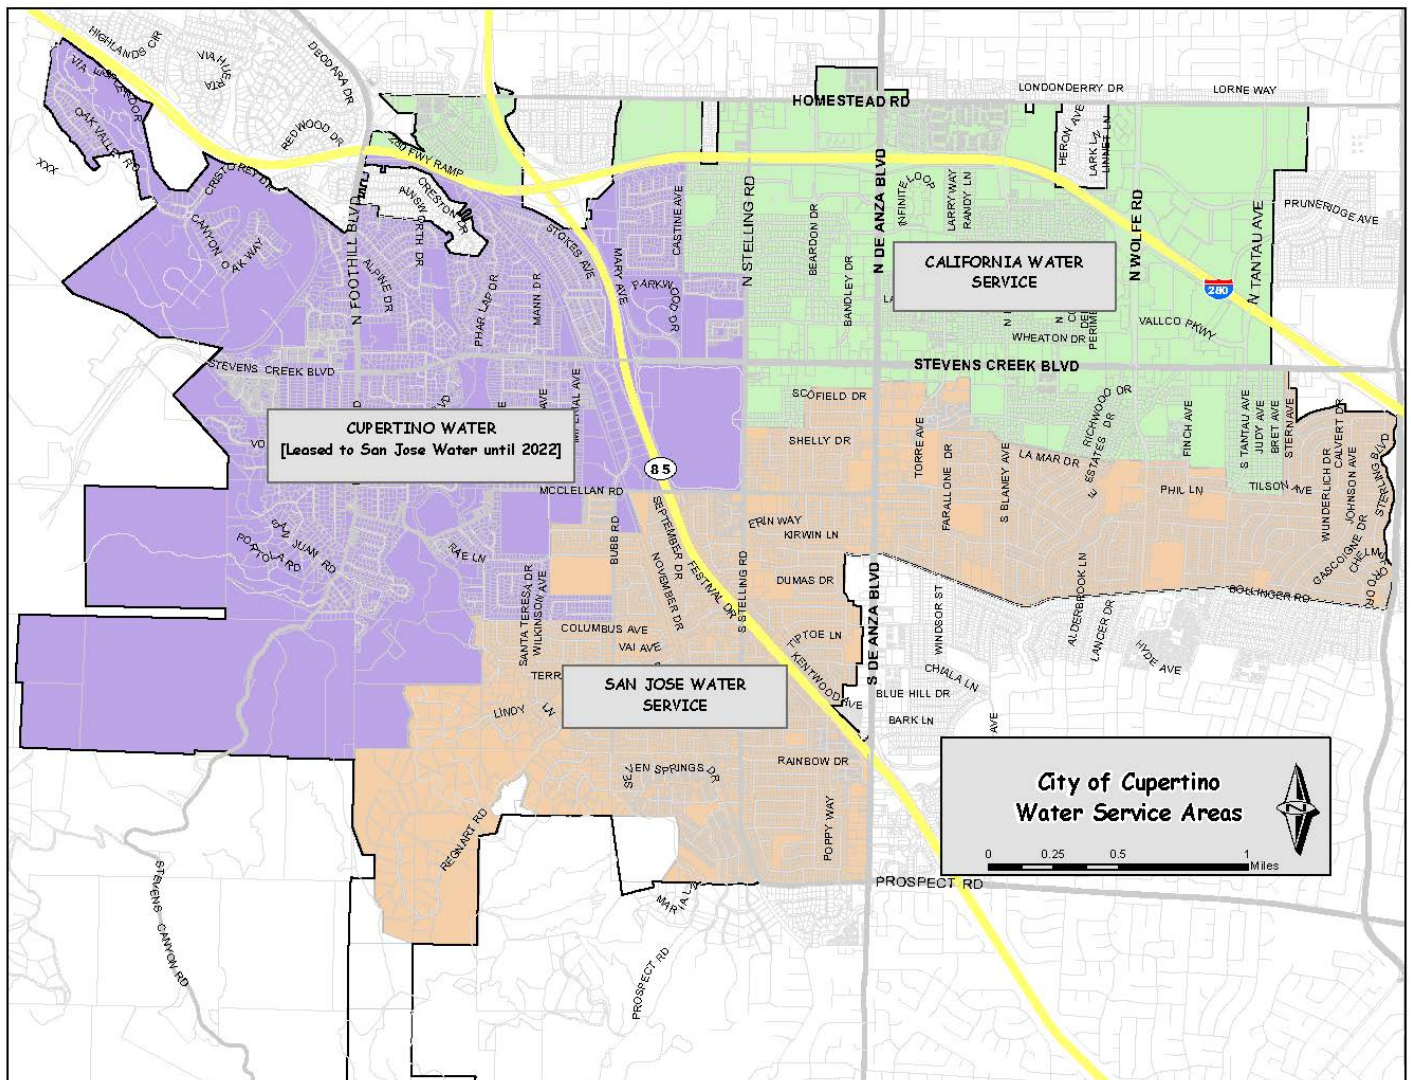 HIGHLANDS CIR
VIA HUERTA
DEODARA DR
VIA ESPLENDOR
OAK VALLEY RD
REDWOOD DR
XXX
CRISTO REY DR
280 FWY RAMP
HOMESTEAD RD
LONDONDERRY DR
LORNE WAY
HERON AVE
LARK LN
LINNET LN
CANYON OAK WAY
N FOOTHILL BLVD
CRESTON DR
AINSWORTH DR
ALPINE DR
PHAR LAP DR
MANN DR
STOKES AVE
MARY AVE
CASTINE AVE
PARKWOOD DR
N STELLING RD
BEARDON DR
BANDLEY DR
N DE ANZA BLVD
INFINITE LOOP
LARRY WAY
RANDY LN
N WOLFE RD
N TANTAU AVE
PRUNERIDGE AVE
CALIFORNIA WATER
SERVICE
280
VALLCO PKWY
WHEATON DR
PERIME
STEVENS CREEK BLVD
STEVENS CREEK BLVD
CUPERTINO WATER
[Leased to San Jose Water until 2022]
SCOFIELD DR
SHELLY DR
TORRE AVE
FARALLONE DR
S BLANEY AVE
LA MAR DR
RICHWOOD DR
E ESTATES DR
FINCH AVE
S TANTAU AVE
JUDY AVE
BRET AVE
STERN AVE
CALVERT DR
WUNDERLICH DR
JOHNSON AVE
STERLING BLVD
PHIL LN
TILSON AVE
85
MCCLELLAN RD
SAN JUAN RD
PORTOLA RD
RAE LN
BUBB RD
SEPTEMBER DR
NOVEMBER DR
FESTIVAL DR
ERIN WAY
KIRWIN LN
DUMAS DR
S STELLING RD
S DE ANZA BLVD
WINDSOR ST
ALDERBROOK LN
LANCER DR
HYDE AVE
GASCOIGNE DR
BOLLINGER RD
SANTA TERESA DR
WILKINSON AVE
COLUMBUS AVE
VAI AVE
TERR
LINDY LN
TIPTOE LN
KENTWOOD AVE
CHIALA LN
BLUE HILL DR
BARK LN
AVE
SAN JOSE WATER
SERVICE
SEVEN SPRINGS DR
RAINBOW DR
POPPY WAY
REGNART RD
PROSPECT RD
MARIA LN
PROSPECT RD
STEVENS CANYON RD
City of Cupertino
Water Service Areas
N
0 0.25 0.5 1
Miles